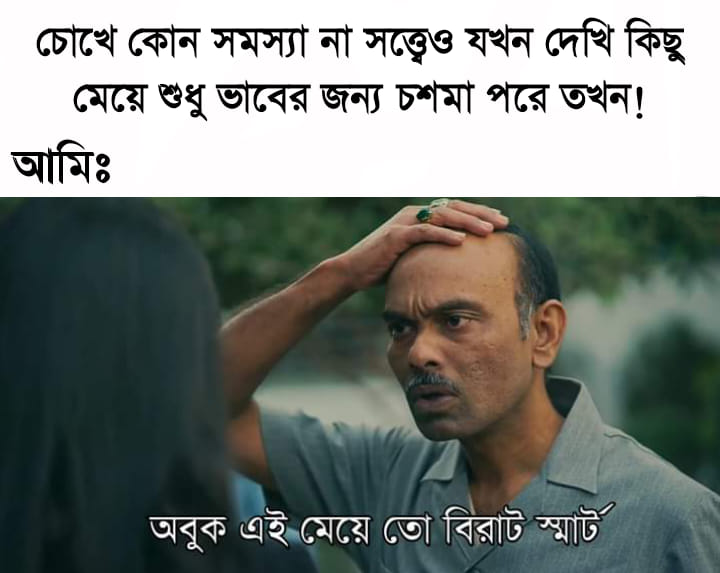 চোখে কোন সমস্যা না সত্ত্বেও যখন দেখি কিছু
মেয়ে শুধু ভাবের জন্য চশমা পরে তখন!
আমিঃ
অবুক এই মেয়ে তো বিরাট স্মার্ট